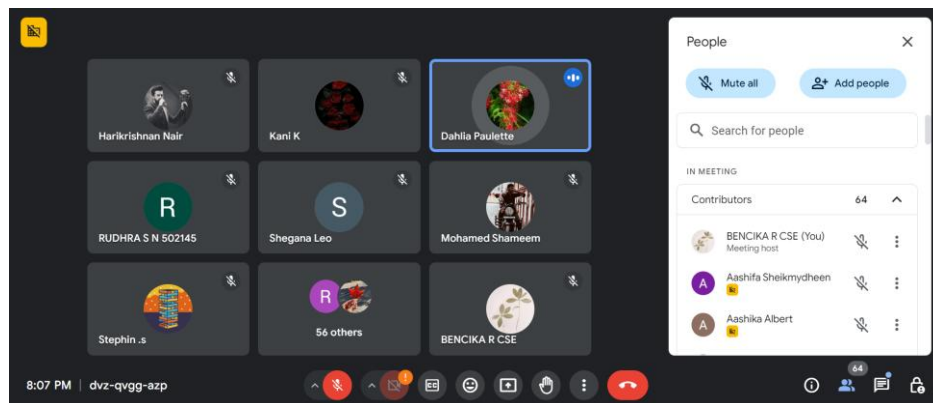 Harikrishnan Nair
Kani K
Dahlia Paulette
R
RUDHRA S N 502145
S
Shegana Leo
Mohamed Shameem
Stephin .s
R
56 others
BENCIKA R CSE
People
Mute all
Add people
Search for people
IN MEETING
Contributors 64
BENCIKA R CSE (You)
Meeting host
A
Aashifa Sheikmydheen
A
Aashika Albert
8:07 PM | dvz-qvgg-azp
CC
64